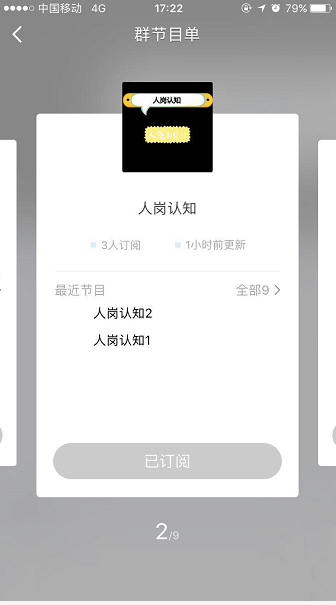 中国移动 4G 17:22 79%
群节目单
人岗认知
人岗认知
3人订阅 1小时前更新
最近节目 全部9
人岗认知2
人岗认知1
已订阅
2/9